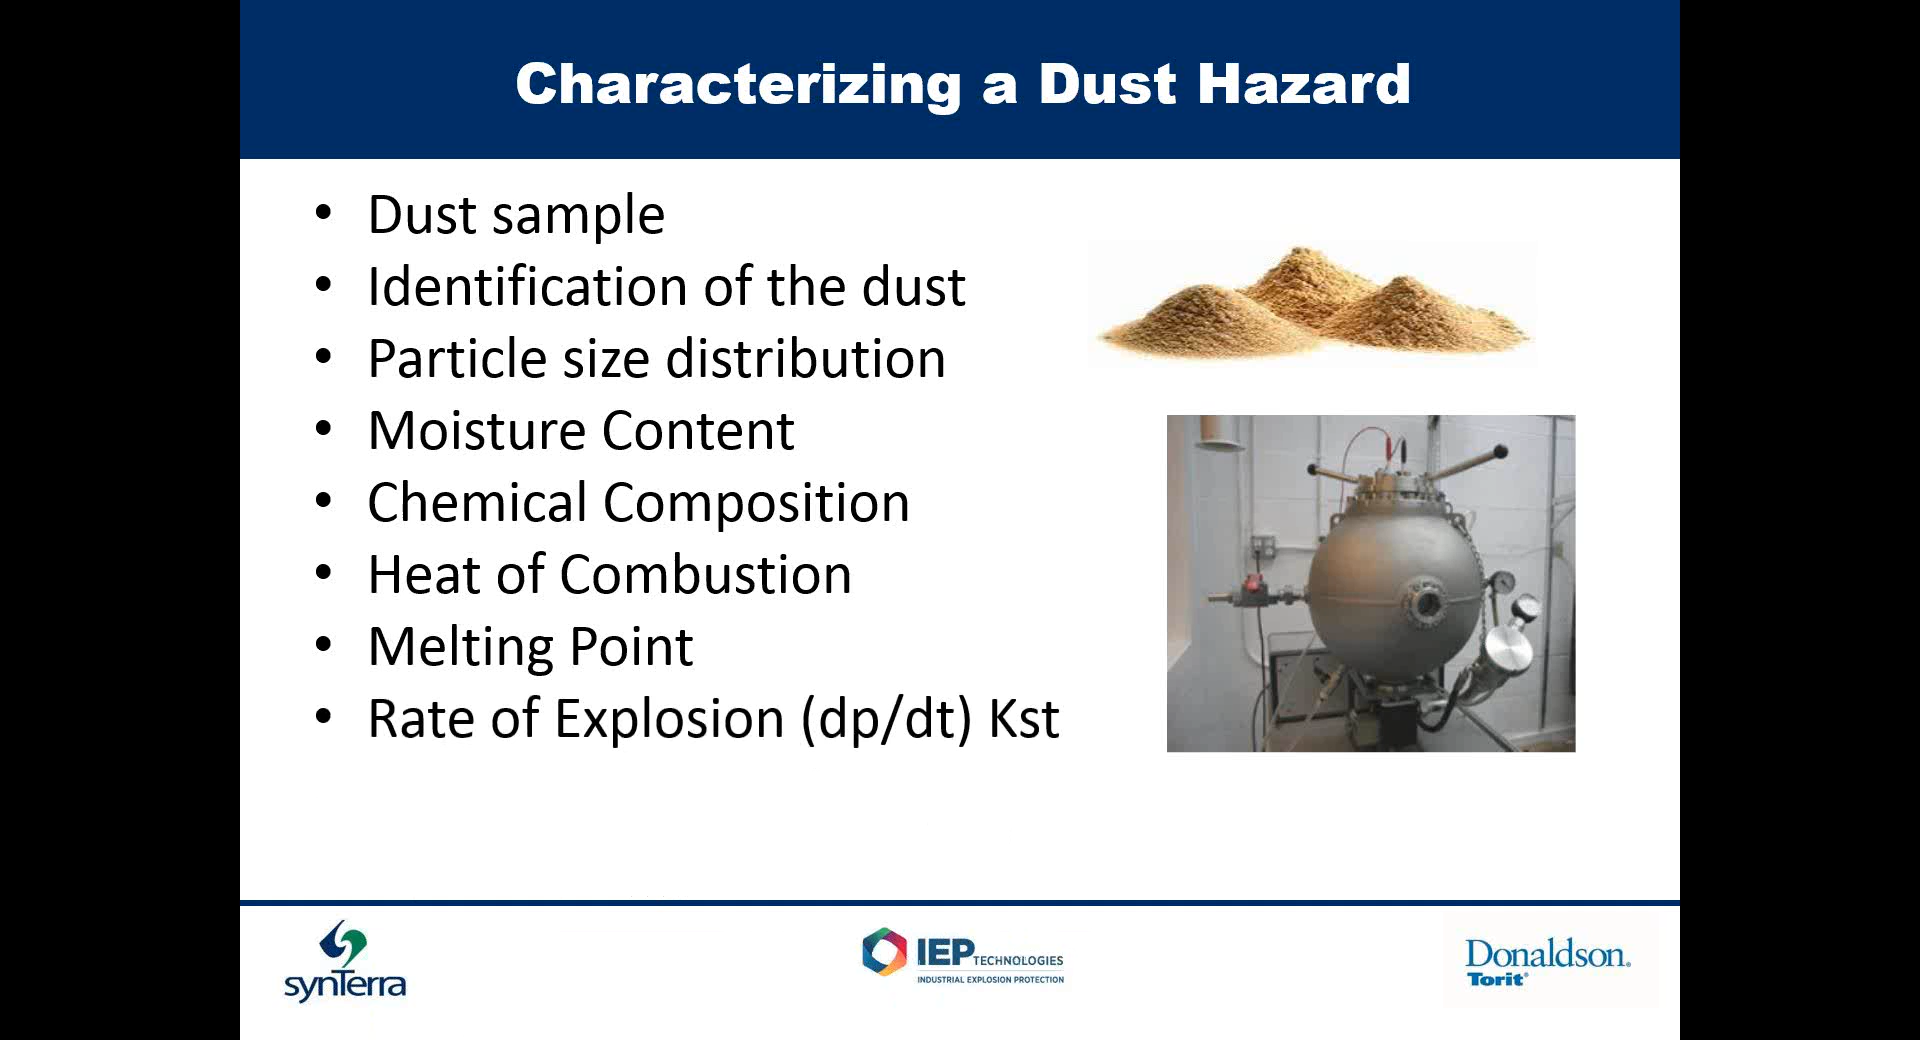 Characterizing a Dust Hazard
• Dust sample
• Identification of the dust
• Particle size distribution
• Moisture Content
• Chemical Composition
• Heat of Combustion
• Melting Point
• Rate of Explosion (dp/dt) Kst
synTerra
IEP TECHNOLOGIES
INDUSTRIAL EXPLOSION PROTECTION
Donaldson®
Torit®